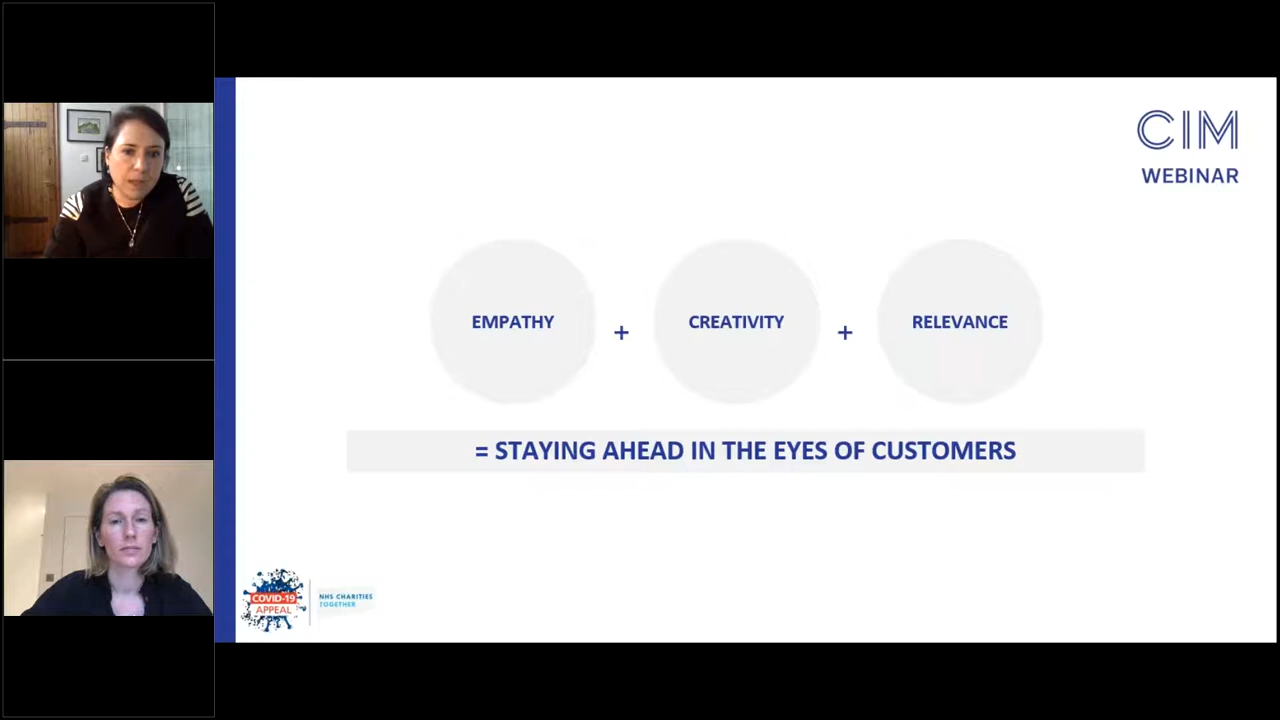 CIM
WEBINAR
EMPATHY + CREATIVITY + RELEVANCE
= STAYING AHEAD IN THE EYES OF CUSTOMERS
COVID-19
APPEAL
NHS CHARITIES
TOGETHER